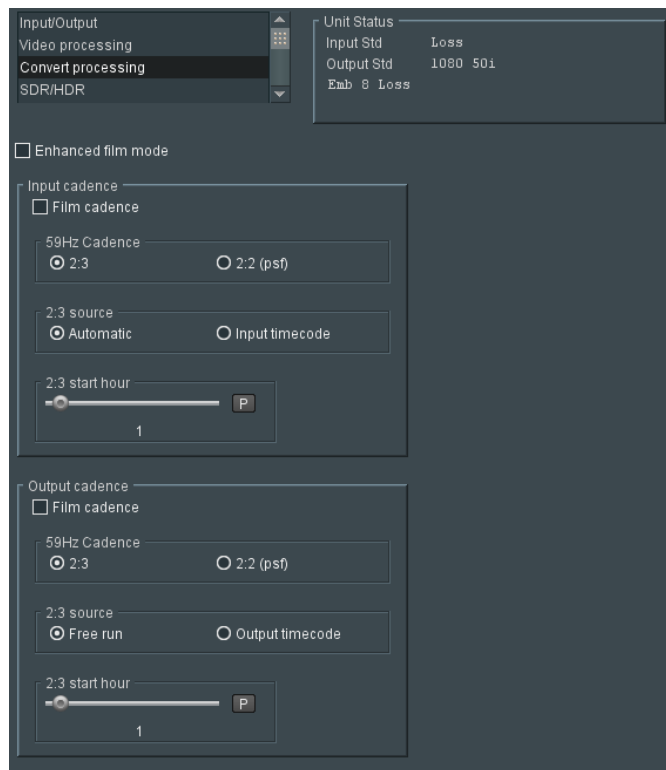 Input/Output
Video processing
Convert processing
SDR/HDR
Unit Status
Input Std Loss
Output Std 1080 50i
Emb 8 Loss
Enhanced film mode
Input cadence
Film cadence
59Hz Cadence
2:3 2:2 (psf)
2:3 source
Automatic Input timecode
2:3 start hour
P
1
Output cadence
Film cadence
59Hz Cadence
2:3 2:2 (psf)
2:3 source
Free run Output timecode
2:3 start hour
P
1